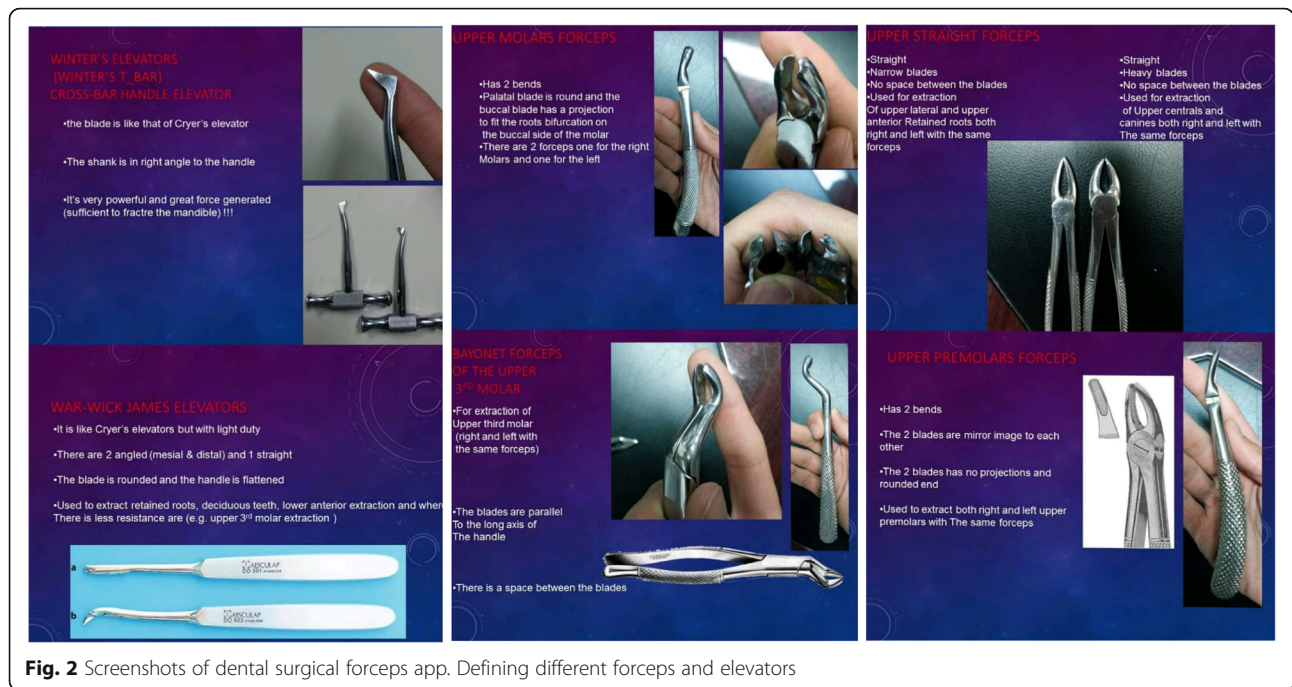 WINTER'S ELEVATORS
(WINTER'S T_BAR)
CROSS-BAR HANDLE ELEVATOR
•the blade is like that of Cryer's elevator
•The shank is in right angle to the handle
•It's very powerful and great force generated
(sufficient to fractre the mandible) !!!
WAR-WICK JAMES ELEVATORS
•It is like Cryer's elevators but with light duty
•There are 2 angled (mesial & distal) and 1 straight
•The blade is rounded and the handle is flattened
•Used to extract retained roots, deciduous teeth, lower anterior extraction and wher
There is less resistance are (e.g. upper 3rd molar extraction )
a
AESCULAP
DO 501
b
AESCULAP
DO 502
UPPER MOLARS FORCEPS
•Has 2 bends
•Palatal blade is round and the
buccal blade has a projection
to fit the roots bifurcation on
the buccal side of the molar
•There are 2 forceps one for the right
Molars and one for the left
BAYONET FORCEPS
OF THE UPPER
3RD MOLAR
•For extraction of
Upper third molar
(right and left with
the same forceps)
•The blades are parallel
To the long axis of
The handle
•There is a space between the blades
UPPER STRAIGHT FORCEPS
•Straight
•Narrow blades
•No space between the blades
•Used for extraction
Of upper lateral and upper
anterior Retained roots both
right and left with the same
forceps
•Straight
•Heavy blades
•No space between the blades
•Used for extraction
of Upper centrals and
canines both right and left with
The same forceps
UPPER PREMOLARS FORCEPS
•Has 2 bends
•The 2 blades are mirror image to each
other
•The 2 blades has no projections and
rounded end
•Used to extract both right and left upper
premolars with The same forceps
Fig. 2 Screenshots of dental surgical forceps app. Defining different forceps and elevators